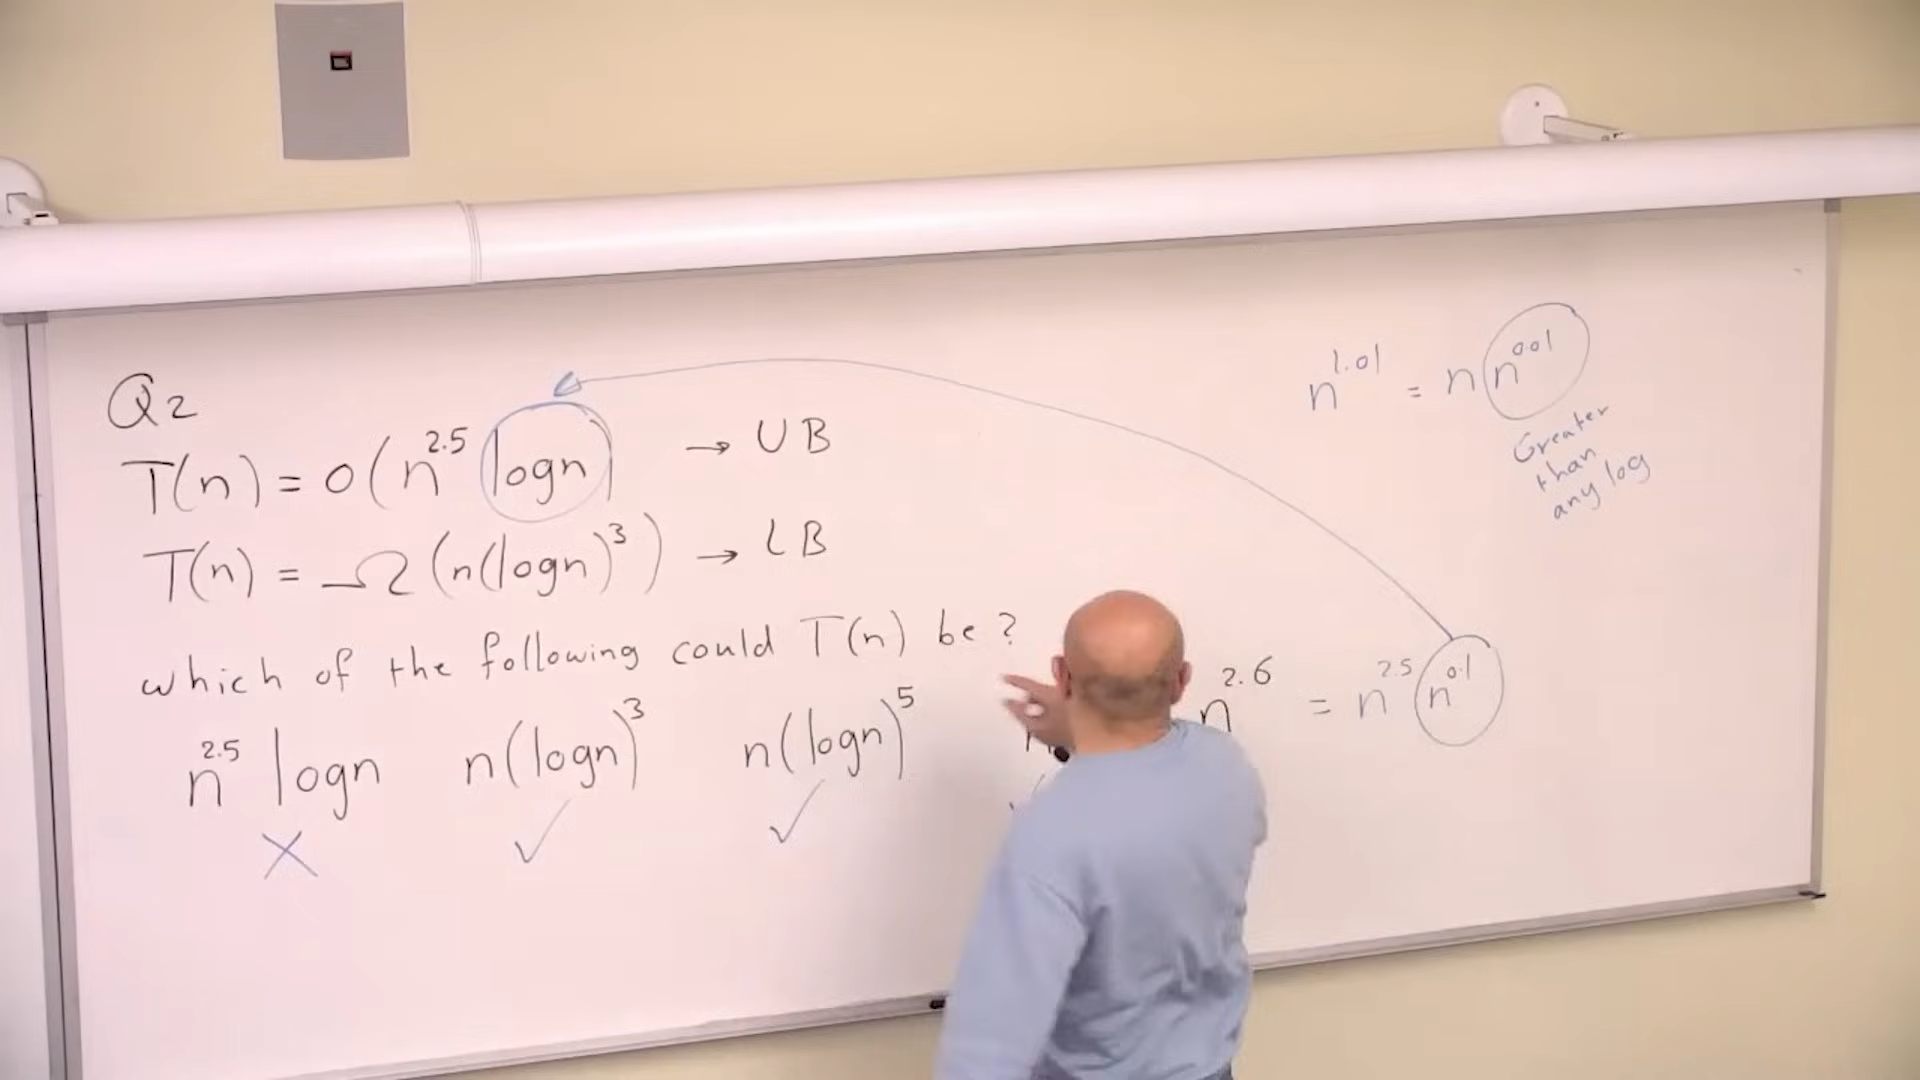 Q2
T(n) = o(n^2.5 logn) → UB
T(n) = Ω(n(logn)^3) → LB
which of the following could T(n) be?
n^2.5 logn n(logn)^3 n(logn)^5 n^2.6 = n^2.5 n^0.1
× ✓ ✓
n^1.01 = n n^0.01
Greater
than
any log